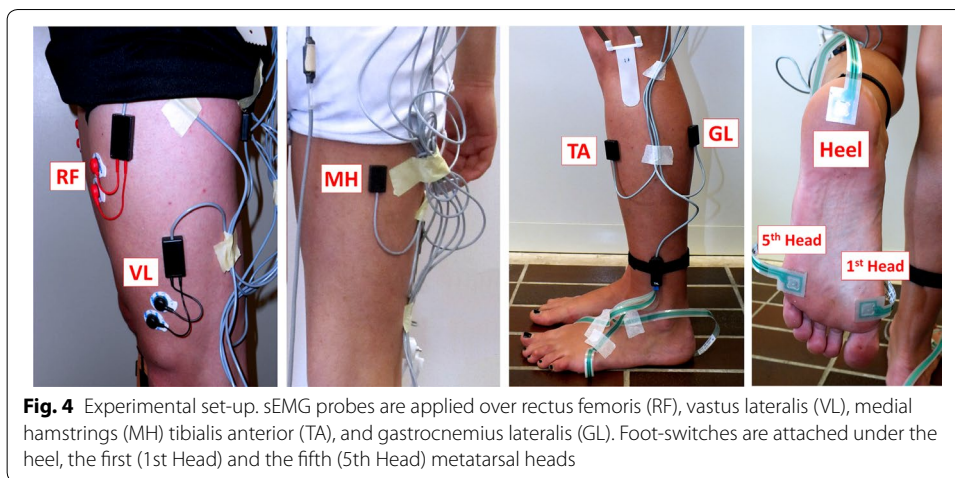 RF
VL
MH
TA
GL
Heel
5th Head
1st Head
Fig. 4 Experimental set-up. sEMG probes are applied over rectus femoris (RF), vastus lateralis (VL), medial
hamstrings (MH) tibialis anterior (TA), and gastrocnemius lateralis (GL). Foot-switches are attached under the
heel, the first (1st Head) and the fifth (5th Head) metatarsal heads